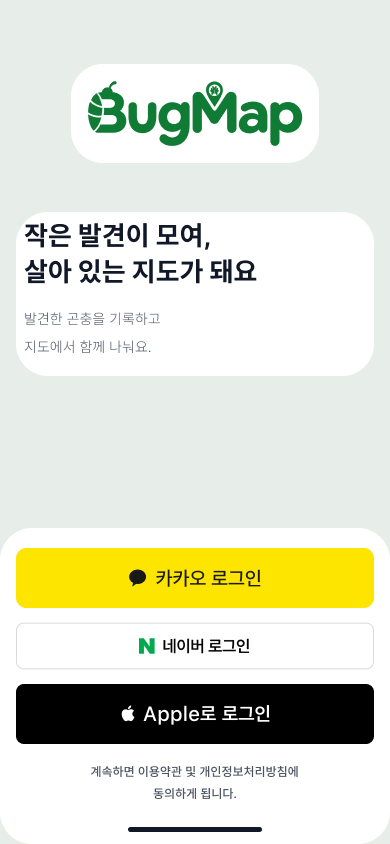 BugMap
작은 발견이 모여,
살아 있는 지도가 돼요
발견한 곤충을 기록하고
지도에서 함께 나눠요.
카카오 로그인
N 네이버 로그인
Apple로 로그인
계속하면 이용약관 및 개인정보처리방침에
동의하게 됩니다.